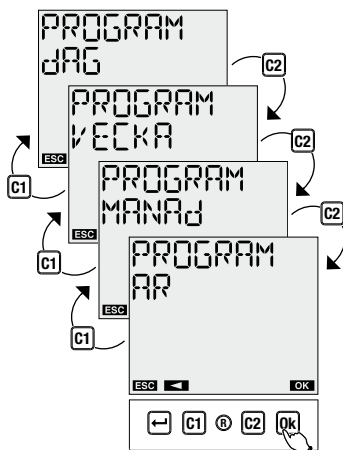 PROGRAM
dAG
C2
PROGRAM
VECKA
C2
ESC
C1
PROGRAM
MANAd
C2
ESC
C1
PROGRAM
AR
ESC
C1
ESC OK
C1 ® C2 Ok